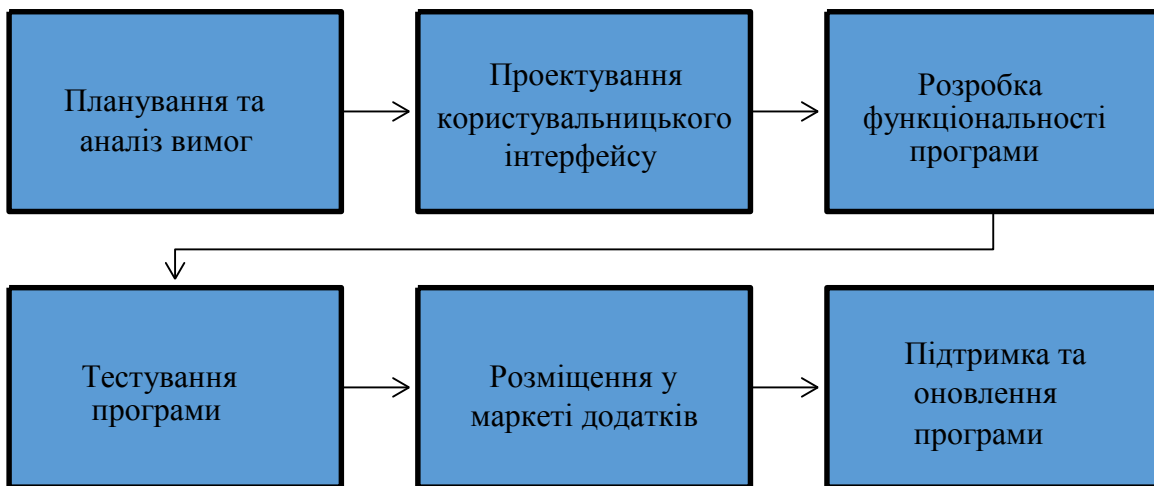 Планування та
аналіз вимог
Проектування
користувальницького
інтерфейсу
Розробка
функціональності
програми
Тестування
програми
Розміщення у
маркеті додатків
Підтримка та
оновлення
програми